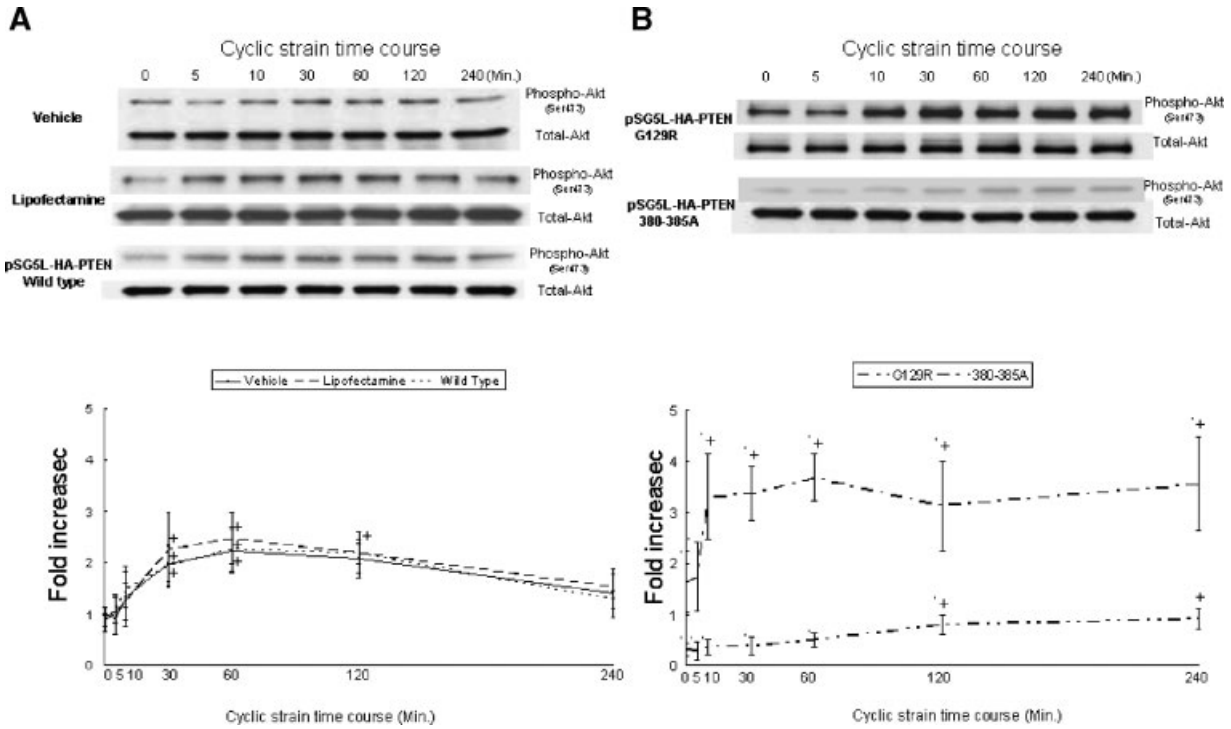 A
Cyclic strain time course
0 5 10 30 60 120 240 (Min.)
Vehicle
Phospho-Akt
(Ser473)
Total-Akt
Lipofectamine
Phospho-Akt
(Ser473)
Total-Akt
pSG5L-HA-PTEN
Wild type
Phospho-Akt
(Ser473)
Total-Akt
Vehicle Lipofectamine Wild Type
Fold increasec
5
4
3
2
1
0
0 5 10 30 60 120 240
Cyclic strain time course (Min.)
B
Cyclic strain time course
0 5 10 30 60 120 240 (Min.)
pSG5L-HA-PTEN
G129R
Phospho-Akt
(Ser473)
Total-Akt
pSG5L-HA-PTEN
380-385A
Phospho-Akt
(Ser473)
Total-Akt
G129R 380-385A
Fold increasec
5
4
3
2
1
0
0 5 10 30 60 120 240
Cyclic strain time course (Min.)